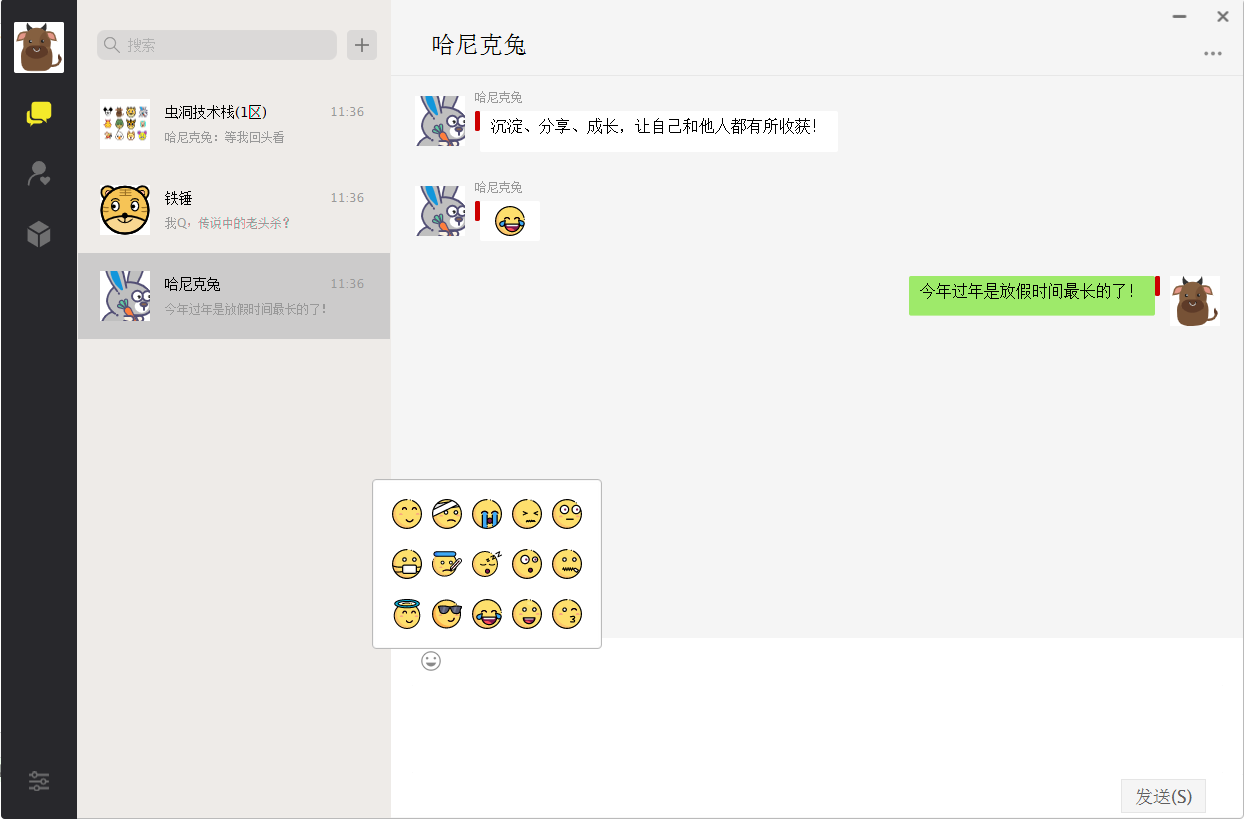 搜索
虫洞技术栈(1区)
11:36
哈尼克兔：等我回头看
铁锤
11:36
我Q，传说中的老头杀？
哈尼克兔
11:36
今年过年是放假时间最长的了！
哈尼克兔
哈尼克兔
沉淀、分享、成长，让自己和他人都有所收获！
哈尼克兔
今年过年是放假时间最长的了！
发送(S)